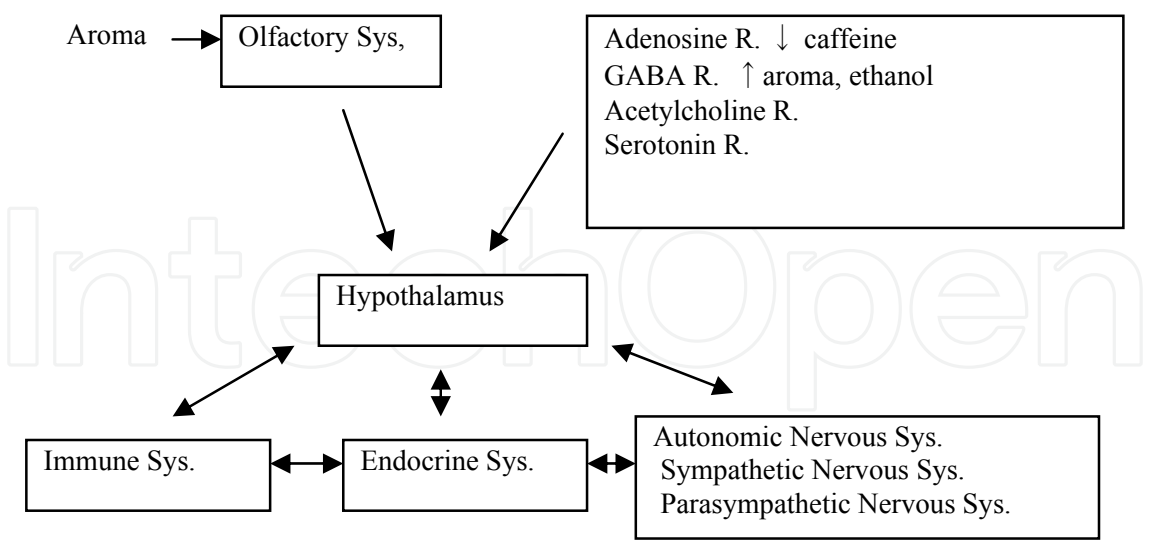 Aroma
Olfactory Sys,
Adenosine R. ↓ caffeine
GABA R. ↑ aroma, ethanol
Acetylcholine R.
Serotonin R.
IntechOpen
Hypothalamus
Immune Sys.
Endocrine Sys.
Autonomic Nervous Sys.
Sympathetic Nervous Sys.
Parasympathetic Nervous Sys.